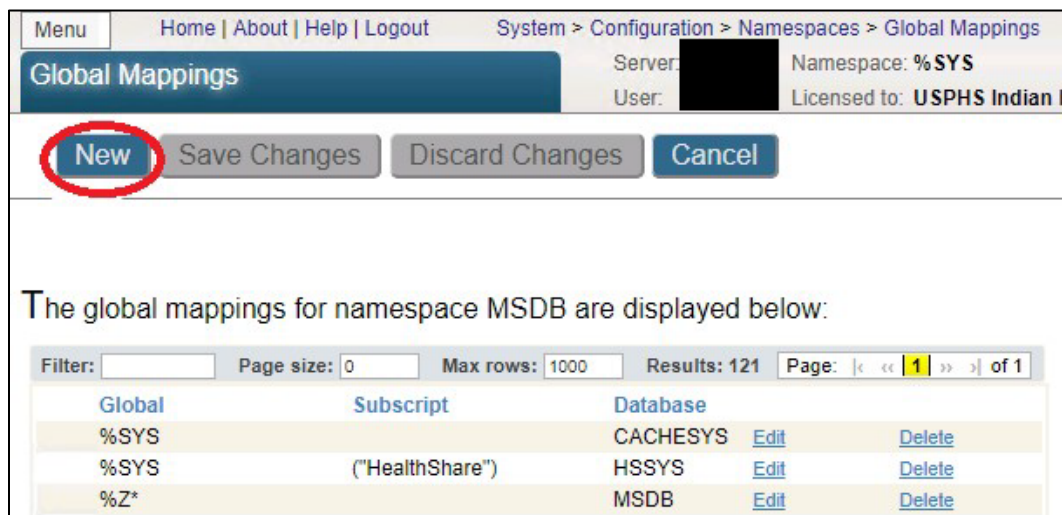 Menu Home | About | Help | Logout System > Configuration > Namespaces > Global Mappings
Global Mappings Server: Namespace: %SYS
User: Licensed to: USPHS Indian
New Save Changes Discard Changes Cancel
The global mappings for namespace MSDB are displayed below:
Filter: Page size: 0 Max rows: 1000 Results: 121 Page: |< << 1 >> >| of 1
Global Subscript Database
%SYS CACHESYS Edit Delete
%SYS ("HealthShare") HSSYS Edit Delete
%Z* MSDB Edit Delete